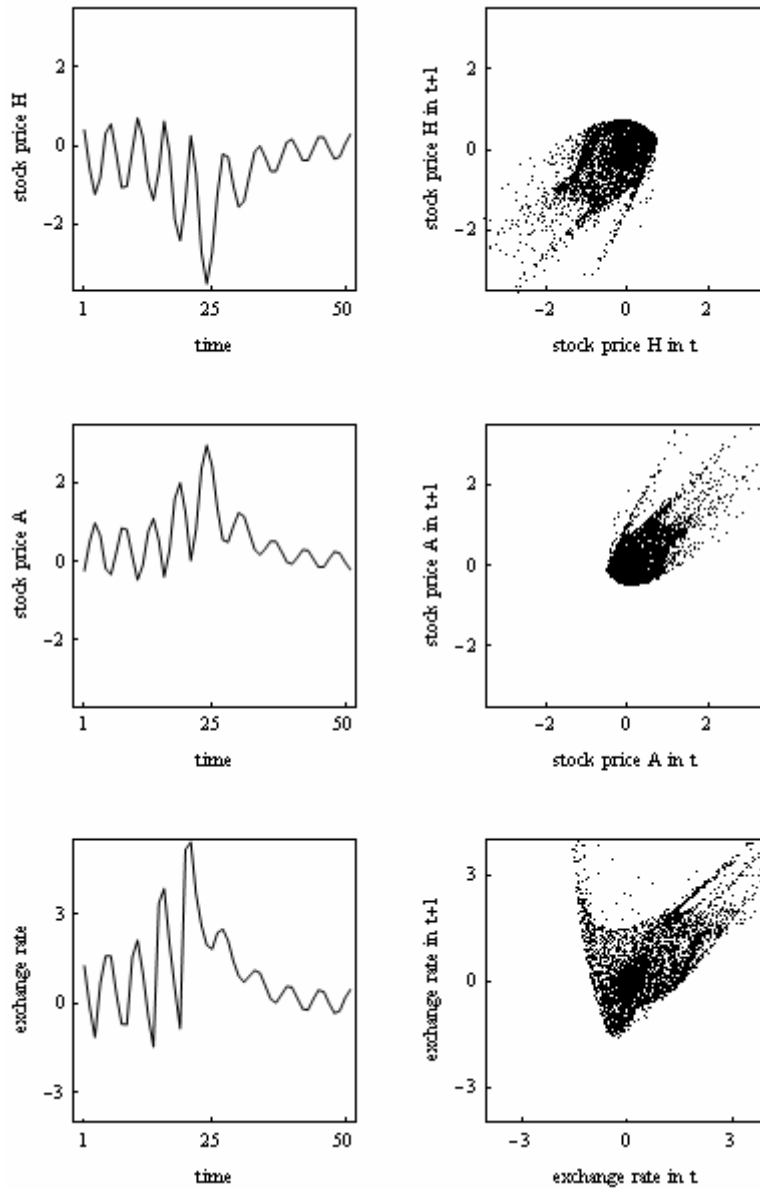 stock price H
2
0
−2
1 25 50
time
stock price H in t+1
2
0
−2
−2 0 2
stock price H in t
stock price A
2
0
−2
1 25 50
time
stock price A in t+1
2
0
−2
−2 0 2
stock price A in t
exchange rate
3
0
−3
1 25 50
time
exchange rate in t+1
3
0
−3
−3 0 3
exchange rate in t